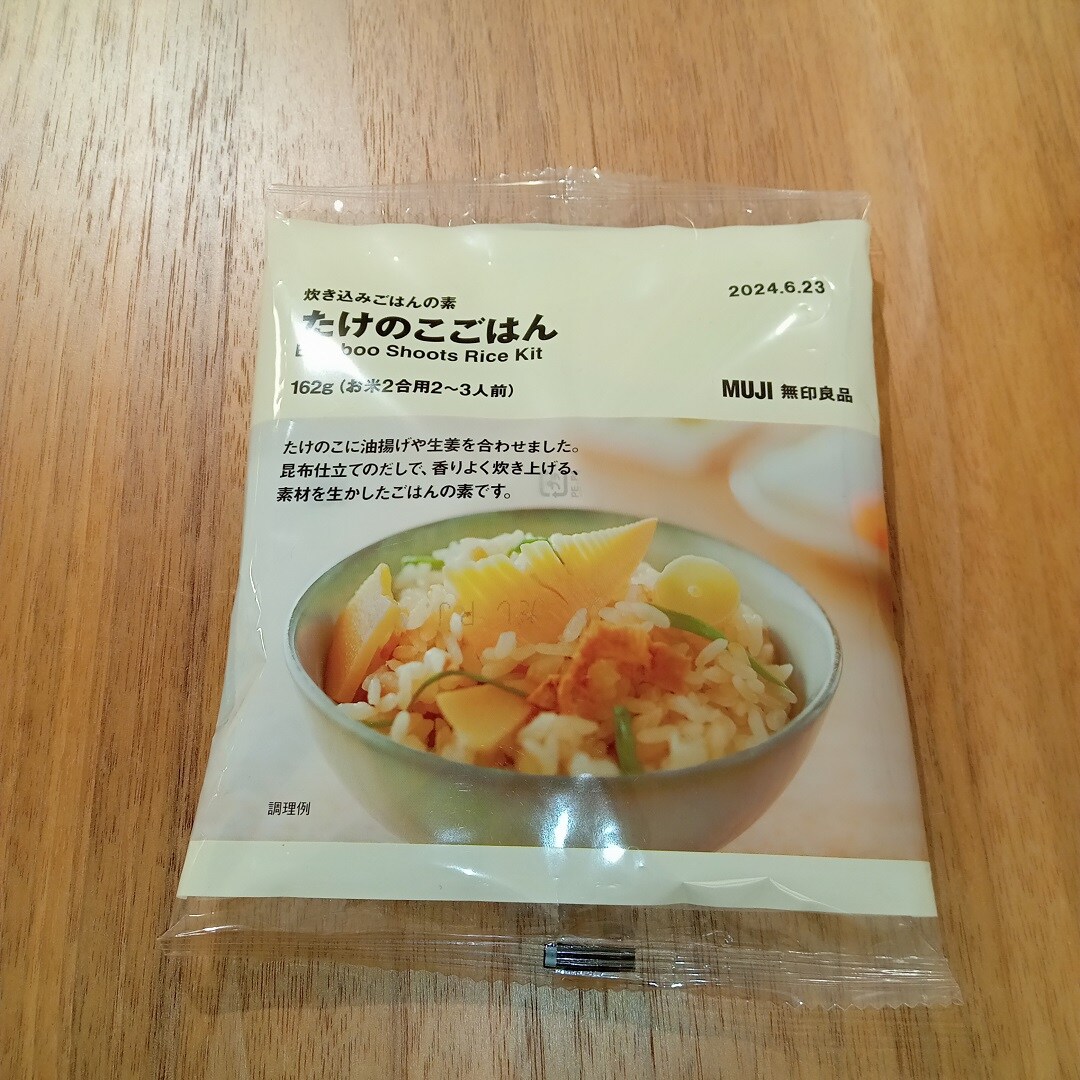 炊き込みごはんの素
たけのこごはん
Bamboo Shoots Rice Kit
162g（お米2合用2～3人前）
2024.6.23
MUJI 無印良品
たけのこに油揚げや生姜を合わせました。
昆布仕立てのだしで、香りよく炊き上げる、
素材を生かしたごはんの素です。
調理例